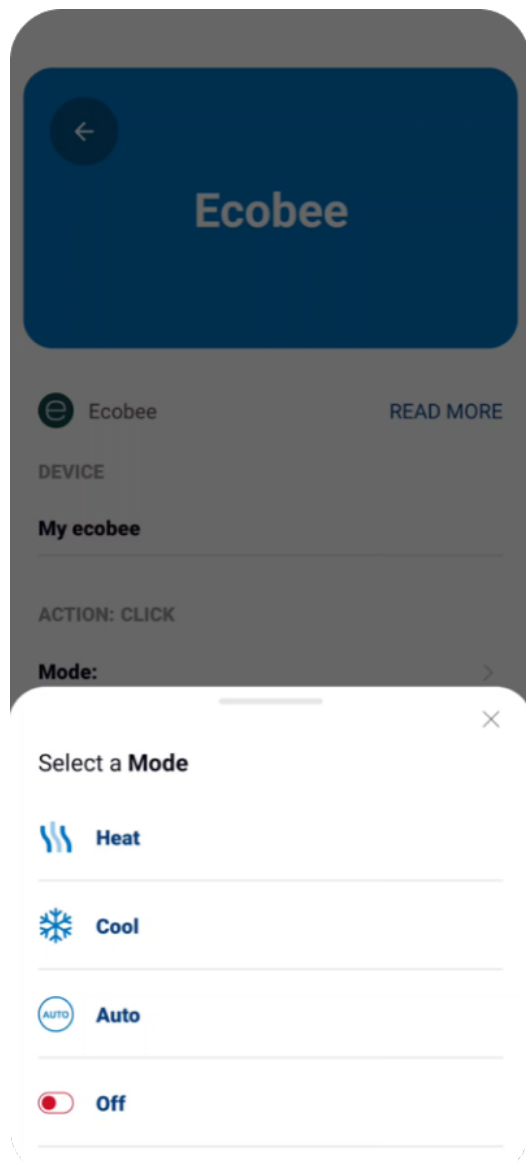 Ecobee
Ecobee READ MORE
DEVICE
My ecobee
ACTION: CLICK
Mode:
Select a Mode
Heat
Cool
AUTO Auto
Off